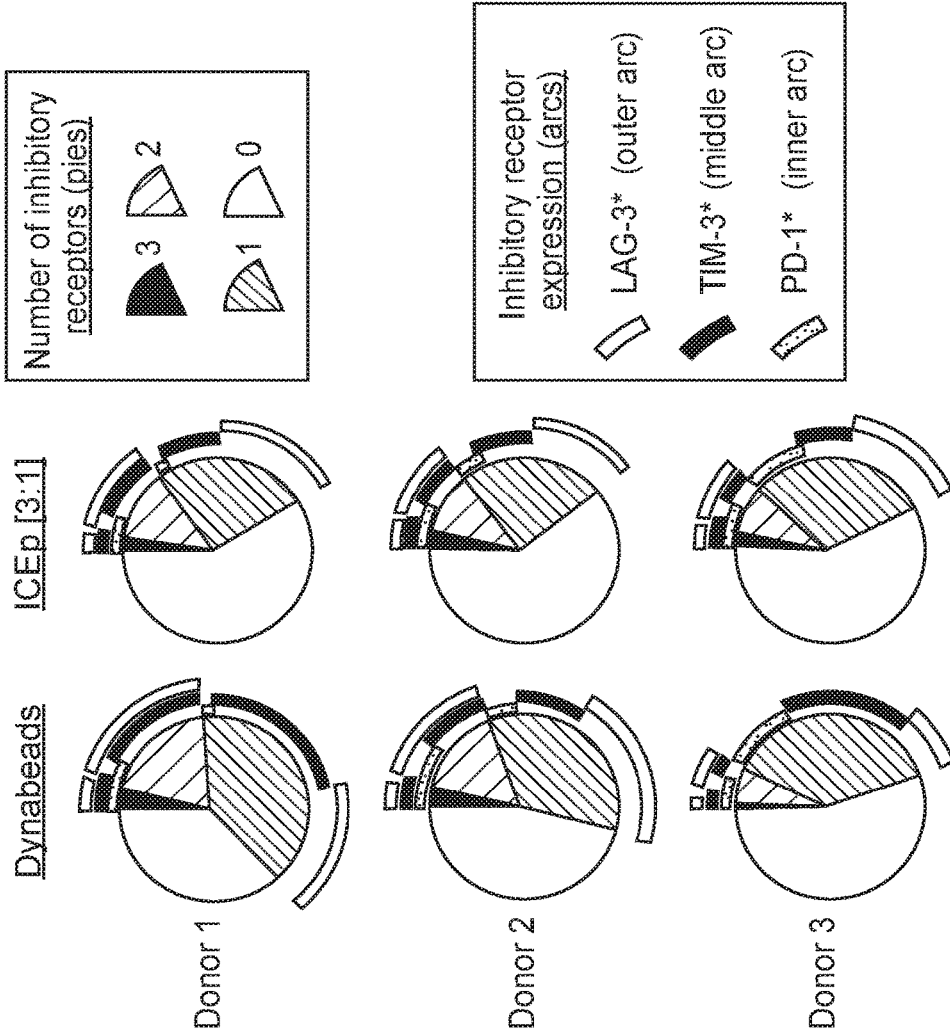 Dynabeads
ICEp [3:1]
Donor 1
Donor 2
Donor 3
Number of inhibitory
receptors (pies)
3
2
1
0
Inhibitory receptor
expression (arcs)
LAG-3* (outer arc)
TIM-3* (middle arc)
PD-1* (inner arc)